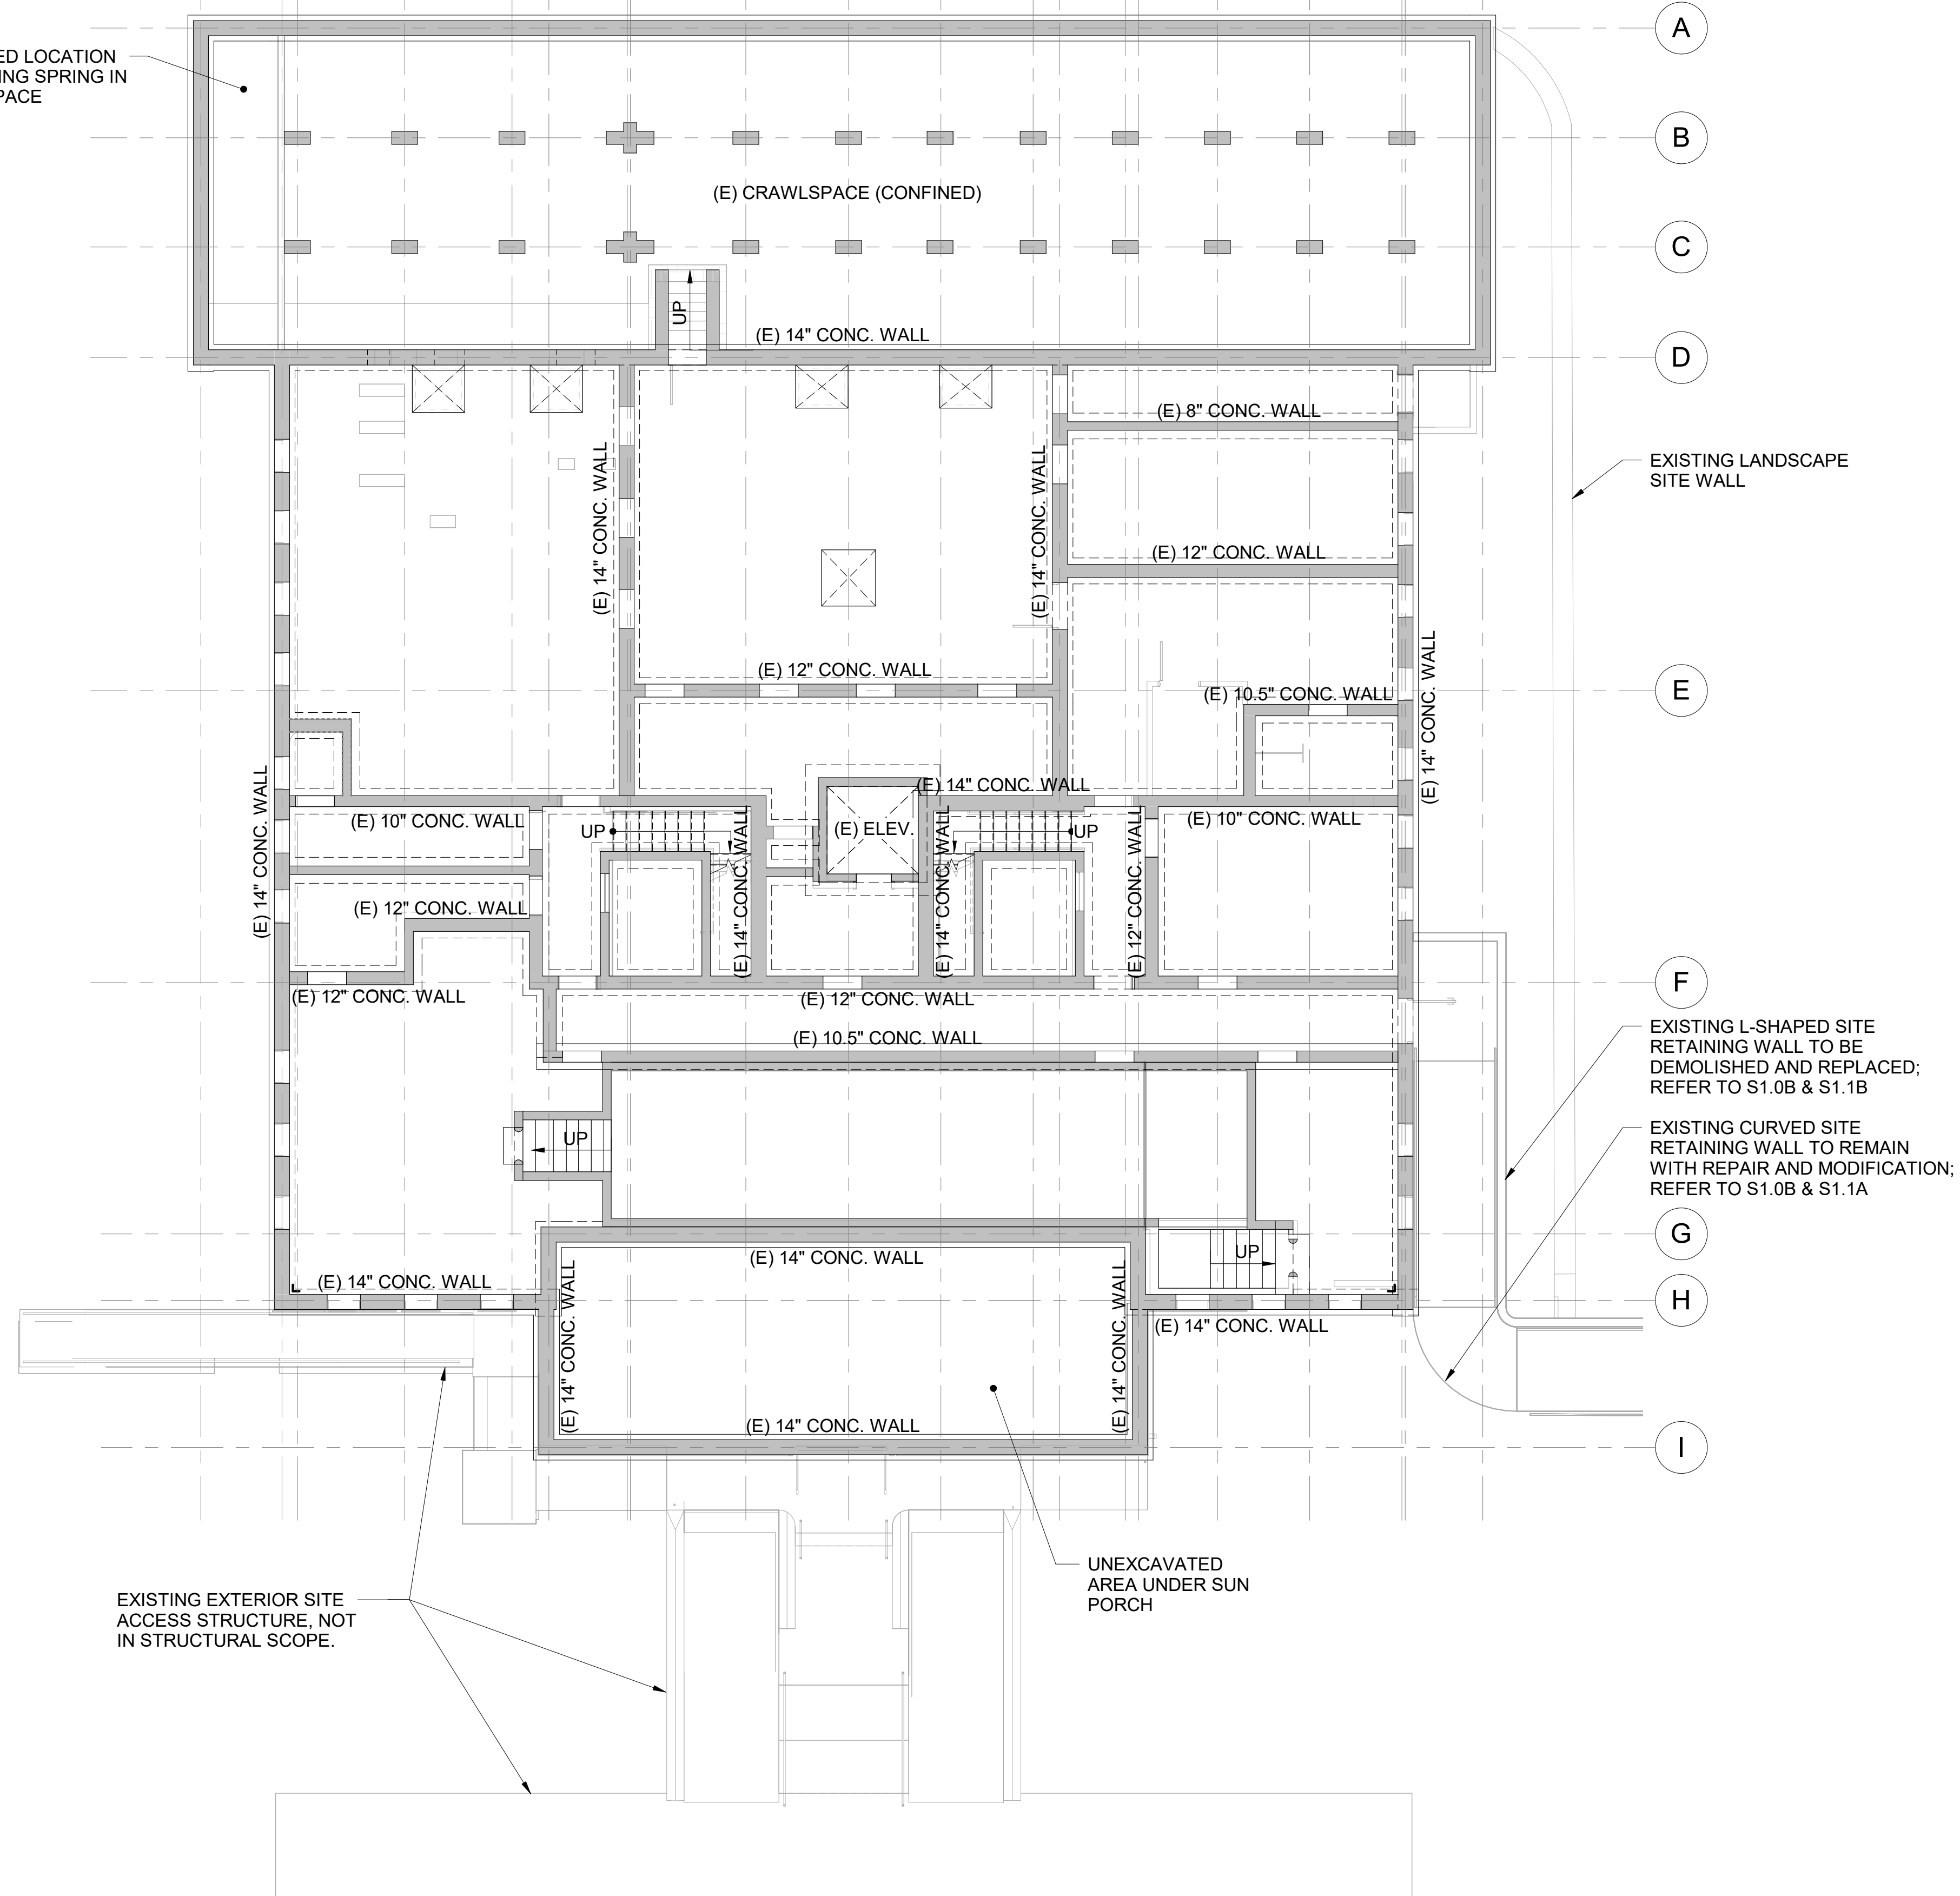 A
ED LOCATION
ING SPRING IN
PACE
B
(E) CRAWLSPACE (CONFINED)
C
UP
(E) 14" CONC. WALL
D
(E) 8" CONC. WALL
(E) 14" CONC. WALL
(E) 14" CONC. WALL
EXISTING LANDSCAPE
SITE WALL
(E) 12" CONC. WALL
(E) 12" CONC. WALL
(E) 10.5" CONC. WALL
E
(E) 14" CONC. WALL
(E) 14" CONC. WALL
(E) 14" CONC. WALL
(E) 10" CONC. WALL
UP
(E) ELEV.
UP
(E) 10" CONC. WALL
(E) 14" CONC. WALL
(E) 14" CONC. WALL
(E) 12" CONC. WALL
(E) 12" CONC. WALL
(E) 12" CONC. WALL
(E) 12" CONC. WALL
F
(E) 10.5" CONC. WALL
EXISTING L-SHAPED SITE
RETAINING WALL TO BE
DEMOLISHED AND REPLACED;
REFER TO S1.0B & S1.1B
UP
EXISTING CURVED SITE
RETAINING WALL TO REMAIN
WITH REPAIR AND MODIFICATION;
REFER TO S1.0B & S1.1A
G
(E) 14" CONC. WALL
UP
(E) 14" CONC. WALL
H
(E) 14" CONC. WALL
(E) 14" CONC. WALL
(E) 14" CONC. WALL
(E) 14" CONC. WALL
I
UNEXCAVATED
AREA UNDER SUN
PORCH
EXISTING EXTERIOR SITE
ACCESS STRUCTURE, NOT
IN STRUCTURAL SCOPE.